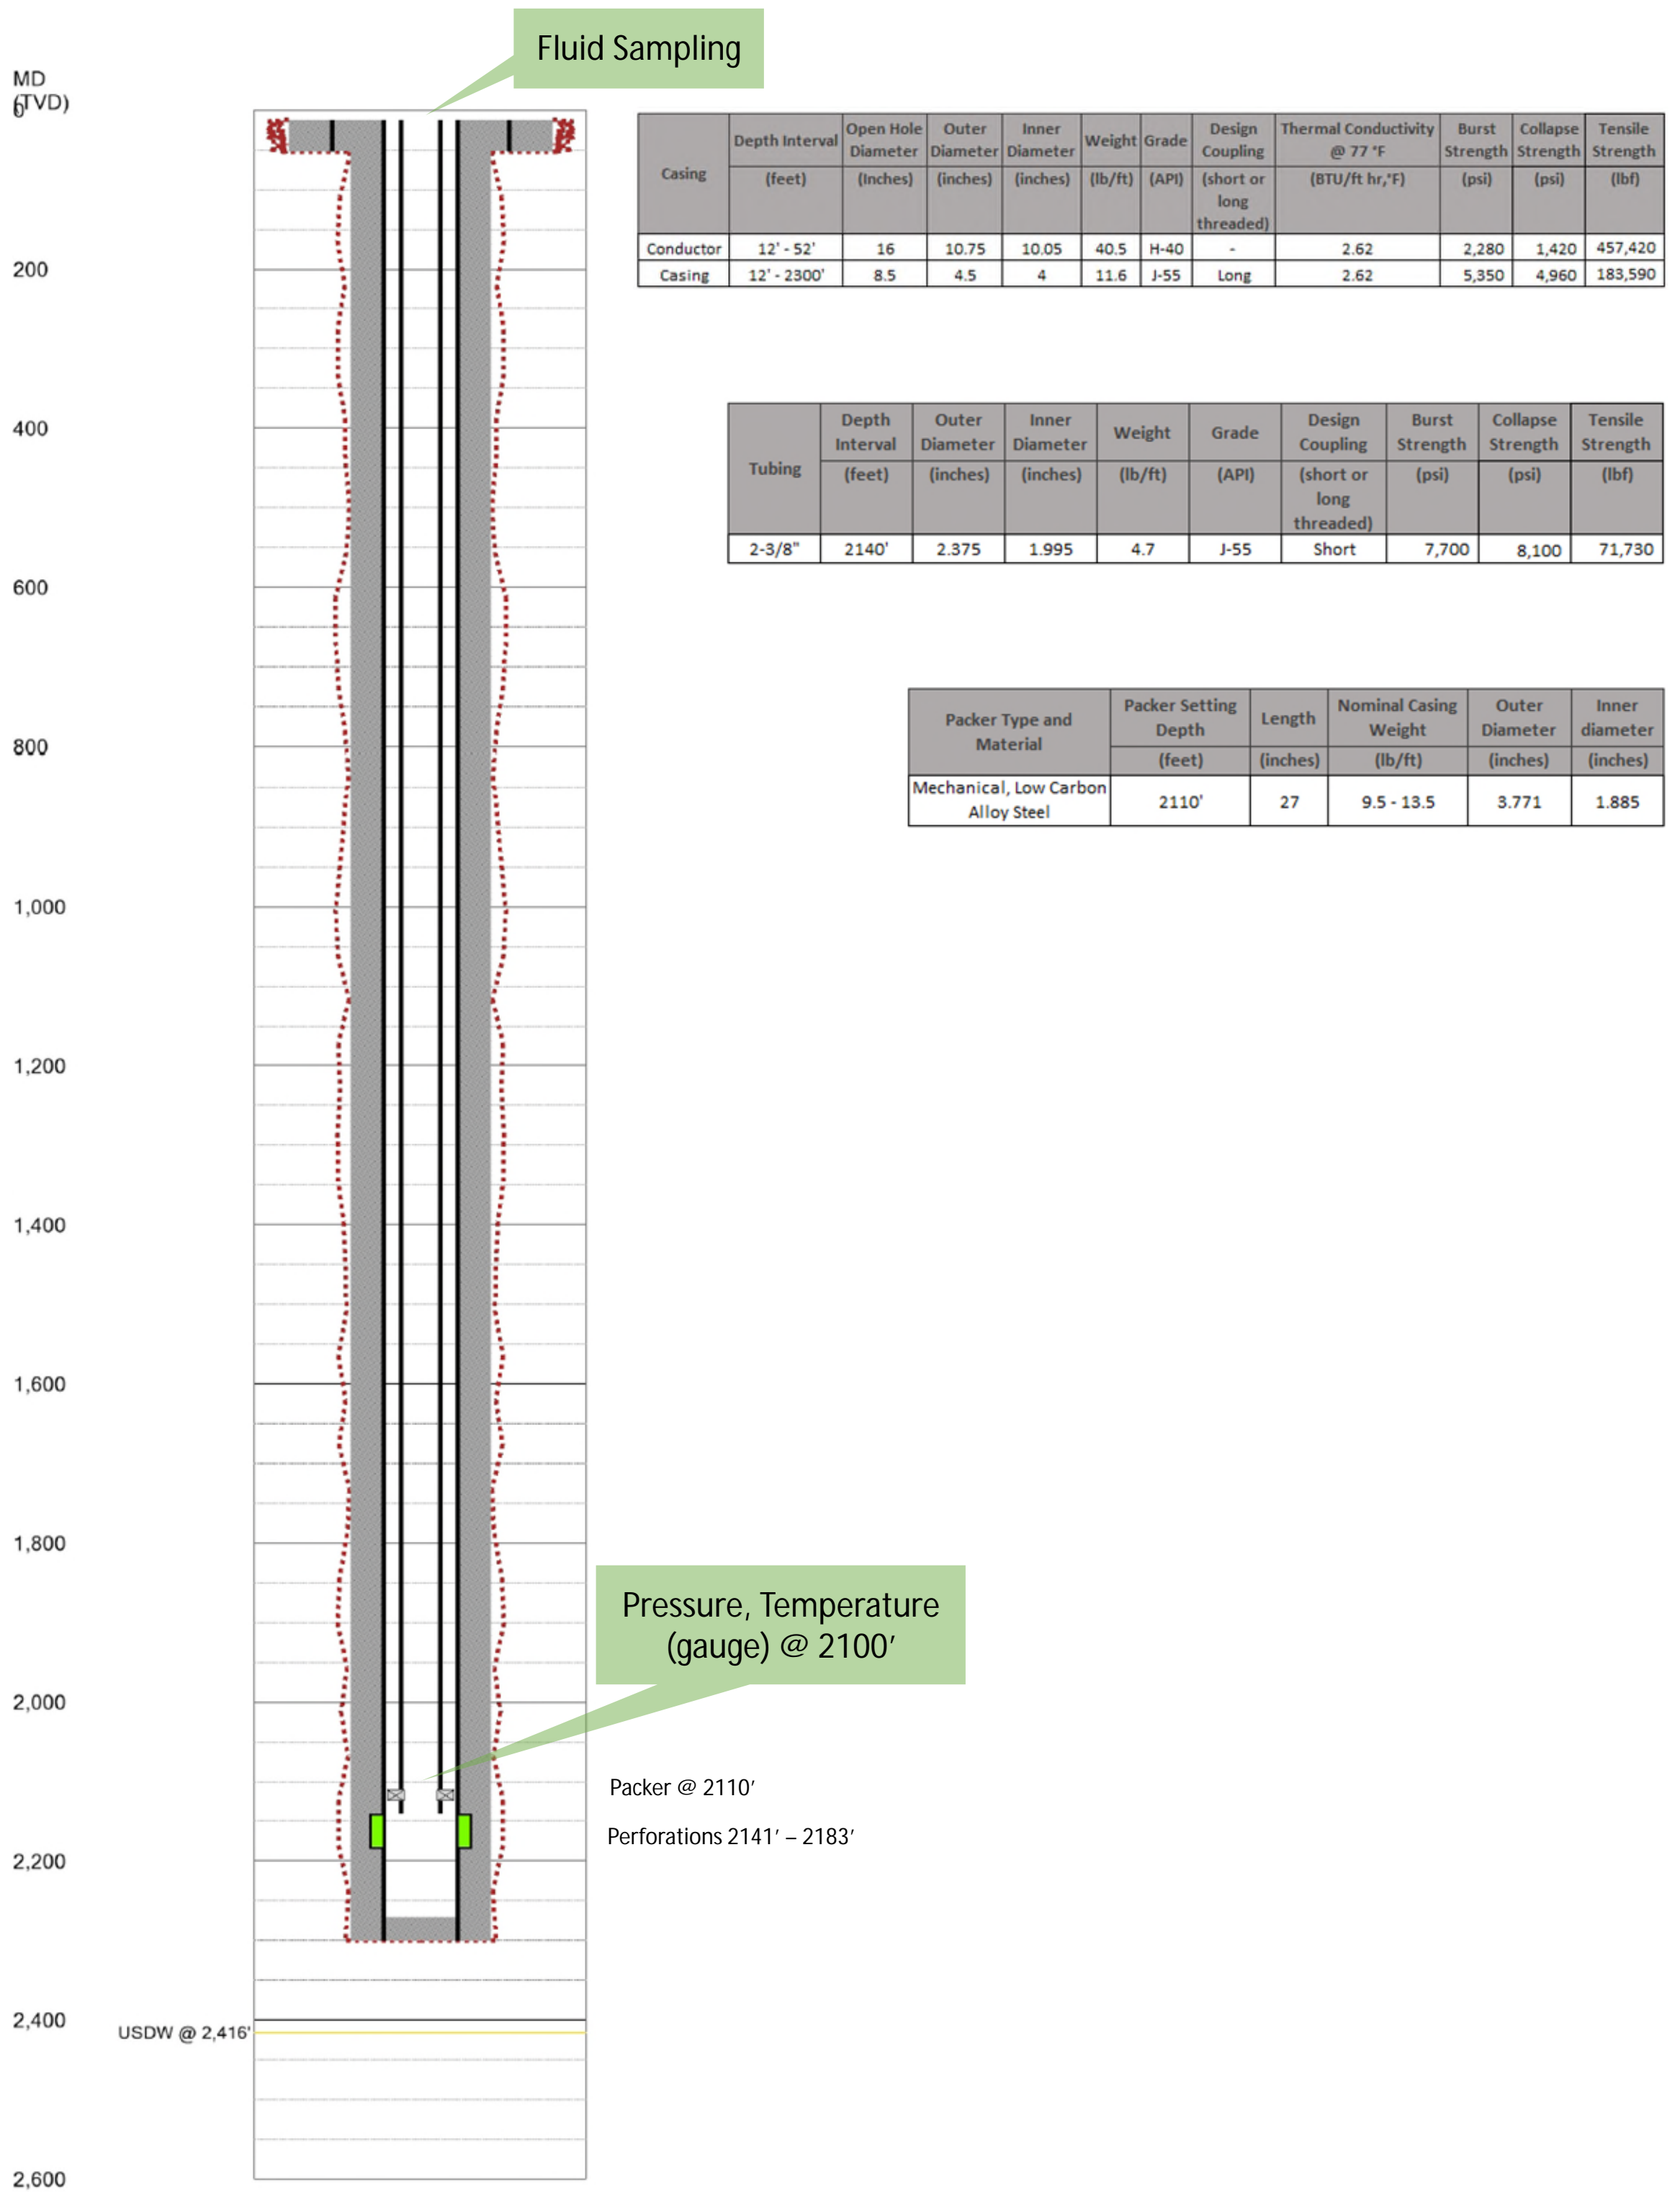 Fluid Sampling
MD
(TVD)
0
200
400
600
800
1,000
1,200
1,400
1,600
1,800
2,000
2,200
2,400
2,600
USDW @ 2,416'
Casing
Depth Interval
Open Hole Diameter
Outer Diameter
Inner Diameter
Weight
Grade
Design Coupling
Thermal Conductivity @ 77 °F
Burst Strength
Collapse Strength
Tensile Strength
(feet)
(Inches)
(inches)
(inches)
(lb/ft)
(API)
(short or long threaded)
(BTU/ft hr,°F)
(psi)
(psi)
(lbf)
Conductor 12' - 52' 16 10.75 10.05 40.5 H-40 - 2.62 2,280 1,420 457,420
Casing 12' - 2300' 8.5 4.5 4 11.6 J-55 Long 2.62 5,350 4,960 183,590
Tubing
Depth Interval
Outer Diameter
Inner Diameter
Weight
Grade
Design Coupling
Burst Strength
Collapse Strength
Tensile Strength
(feet)
(inches)
(inches)
(lb/ft)
(API)
(short or long threaded)
(psi)
(psi)
(lbf)
2-3/8" 2140' 2.375 1.995 4.7 J-55 Short 7,700 8,100 71,730
Packer Type and Material
Packer Setting Depth
Length
Nominal Casing Weight
Outer Diameter
Inner diameter
(feet)
(inches)
(lb/ft)
(inches)
(inches)
Mechanical, Low Carbon Alloy Steel 2110' 27 9.5 - 13.5 3.771 1.885
Pressure, Temperature
(gauge) @ 2100′
Packer @ 2110′
Perforations 2141′ – 2183′